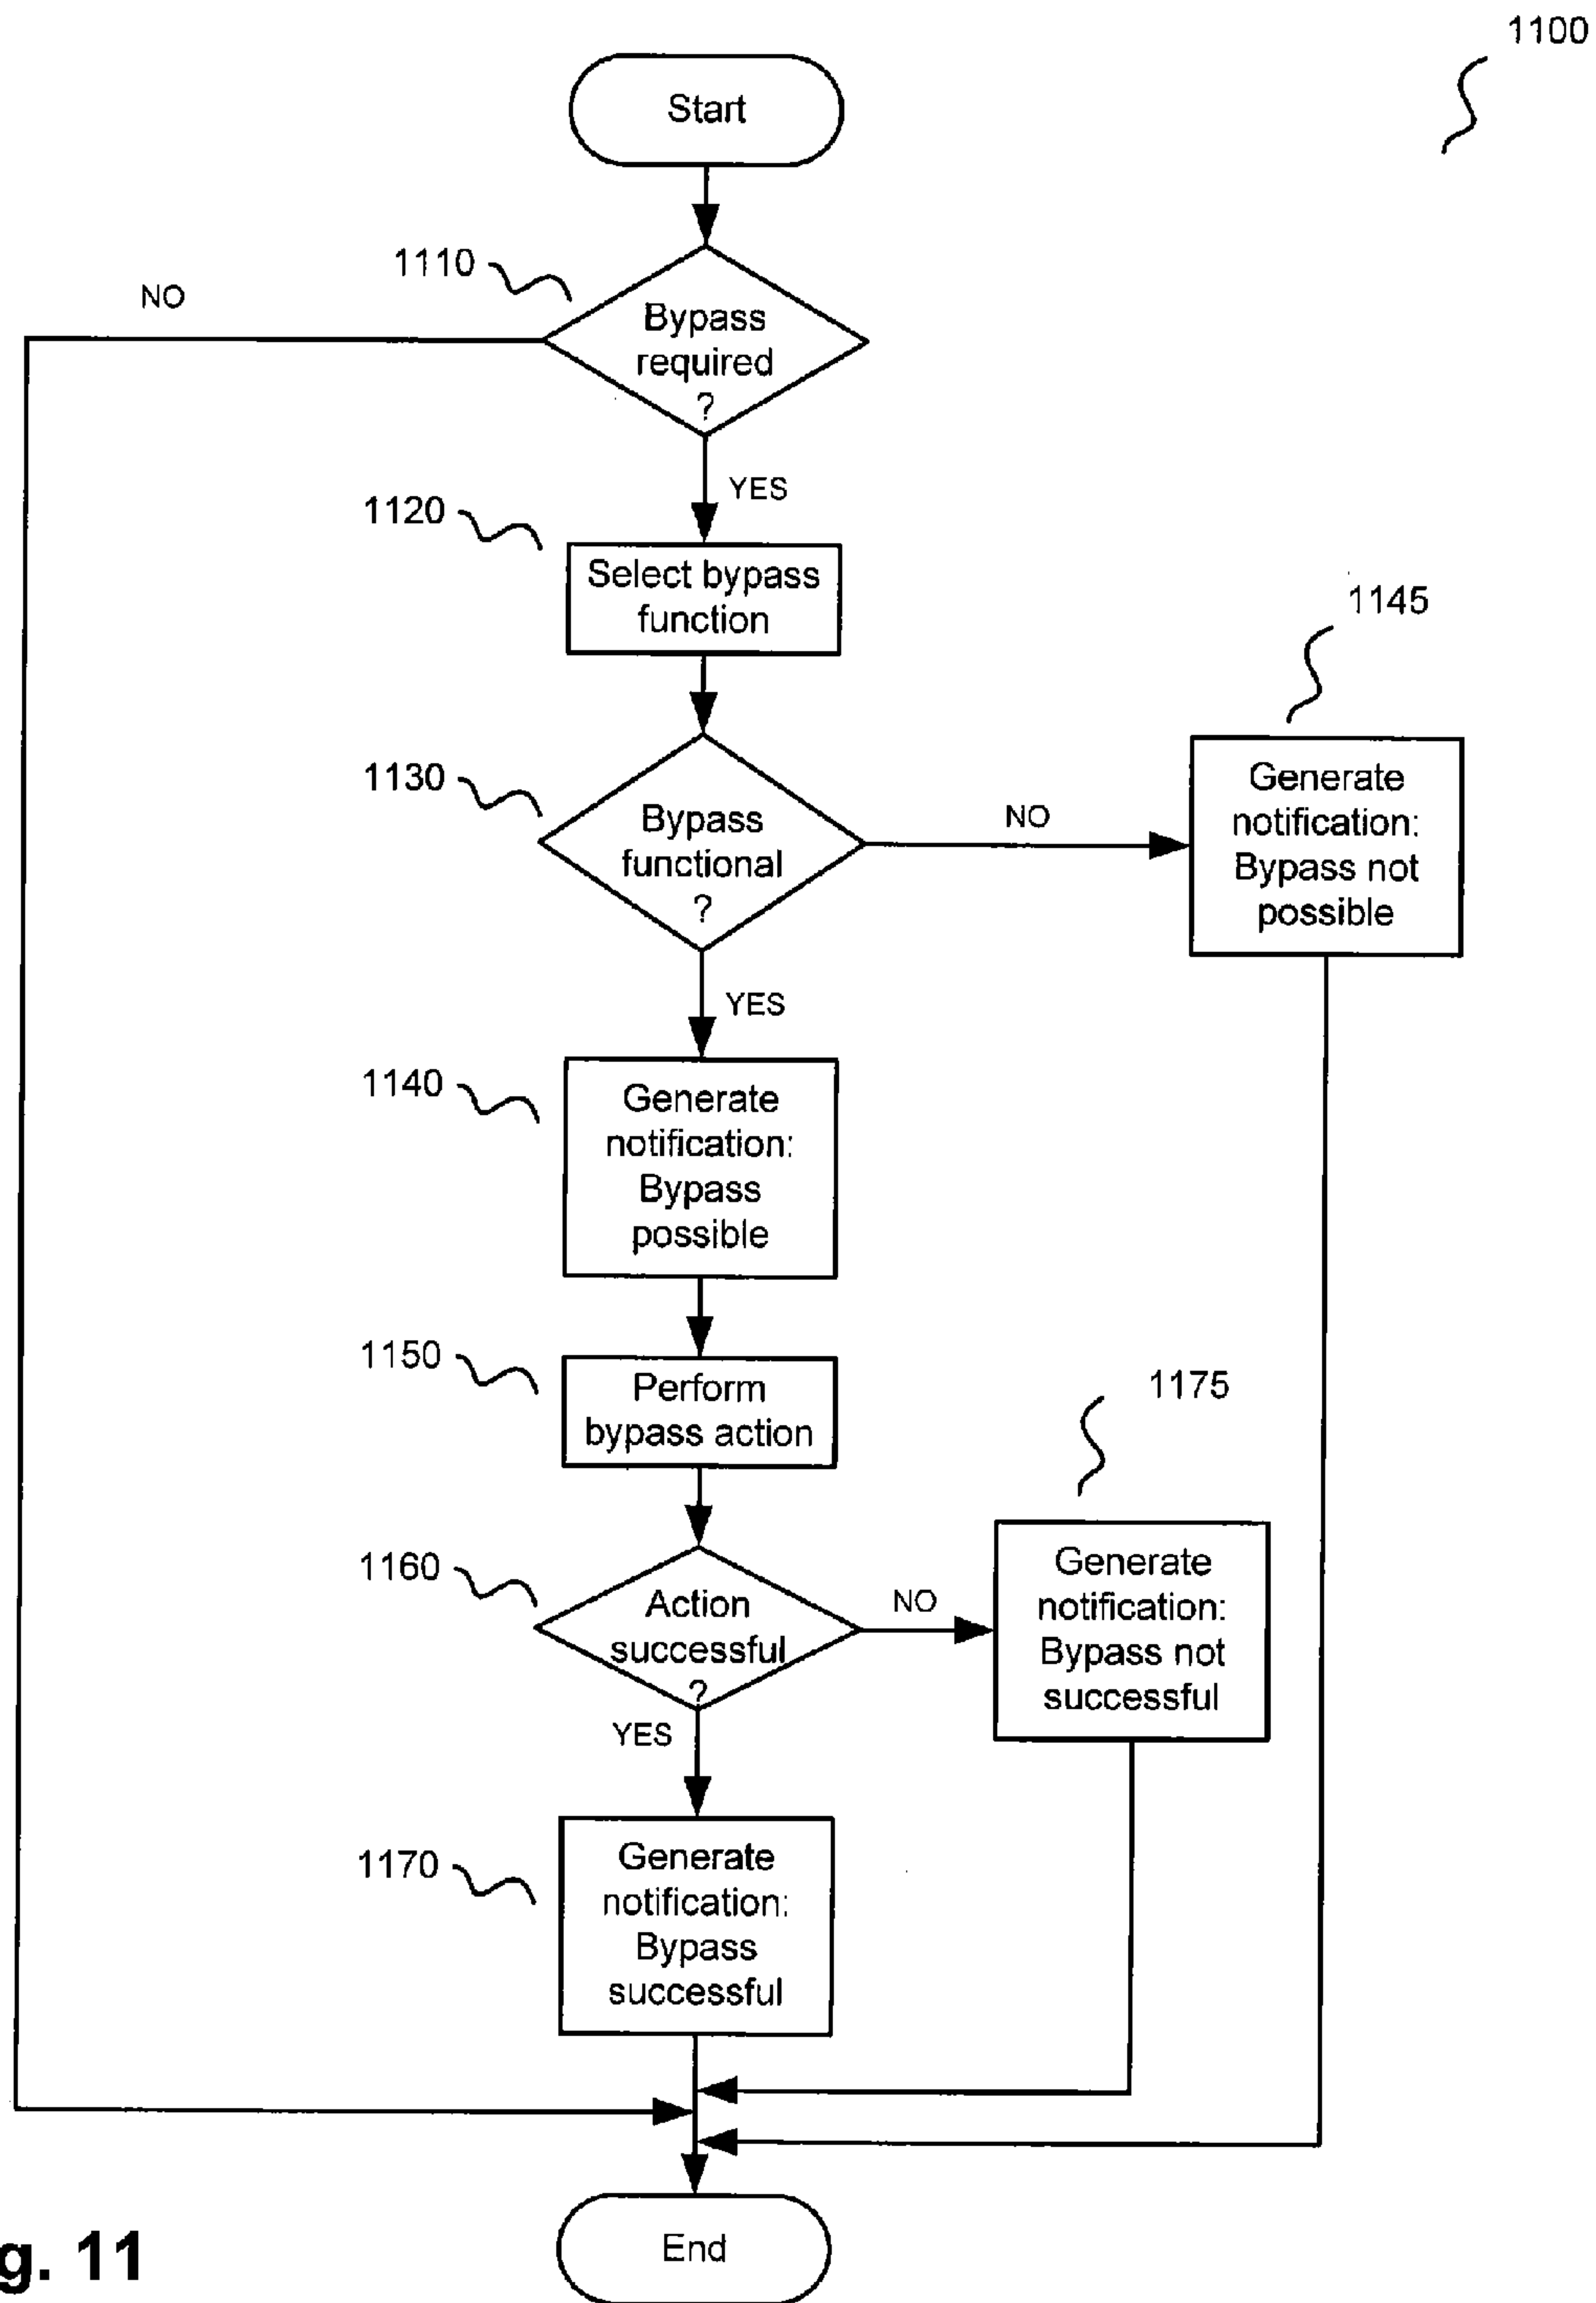 1100
Start
1110
NO
Bypass
required
?
YES
1120
Select bypass
function
1145
1130
Bypass
functional
?
NO
Generate
notification:
Bypass not
possible
YES
1140
Generate
notification:
Bypass
possible
1150
Perform
bypass action
1175
1160
Action
successful
?
NO
Generate
notification:
Bypass not
successful
YES
1170
Generate
notification:
Bypass
successful
End
g. 11